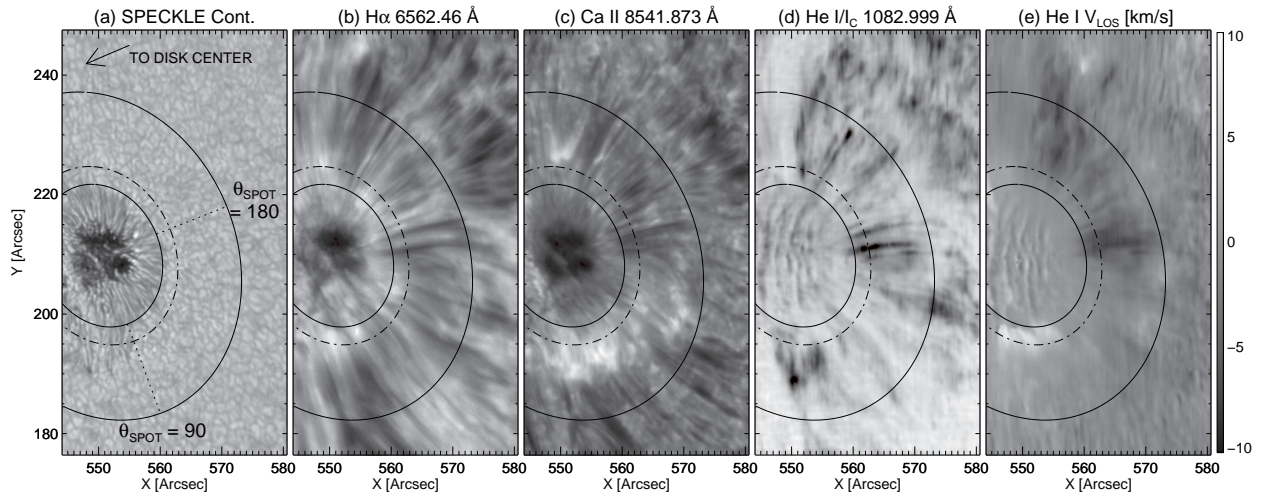 (a) SPECKLE Cont.
(b) Hα 6562.46 Å
(c) Ca II 8541.873 Å
(d) He I/I_C 1082.999 Å
(e) He I V_LOS [km/s]
TO DISK CENTER
θ_SPOT
= 180
θ_SPOT = 90
Y [Arcsec]
240
220
200
180
550 560 570 580
550 560 570 580
550 560 570 580
550 560 570 580
550 560 570 580
X [Arcsec]
X [Arcsec]
X [Arcsec]
X [Arcsec]
X [Arcsec]
10
5
0
−5
−10